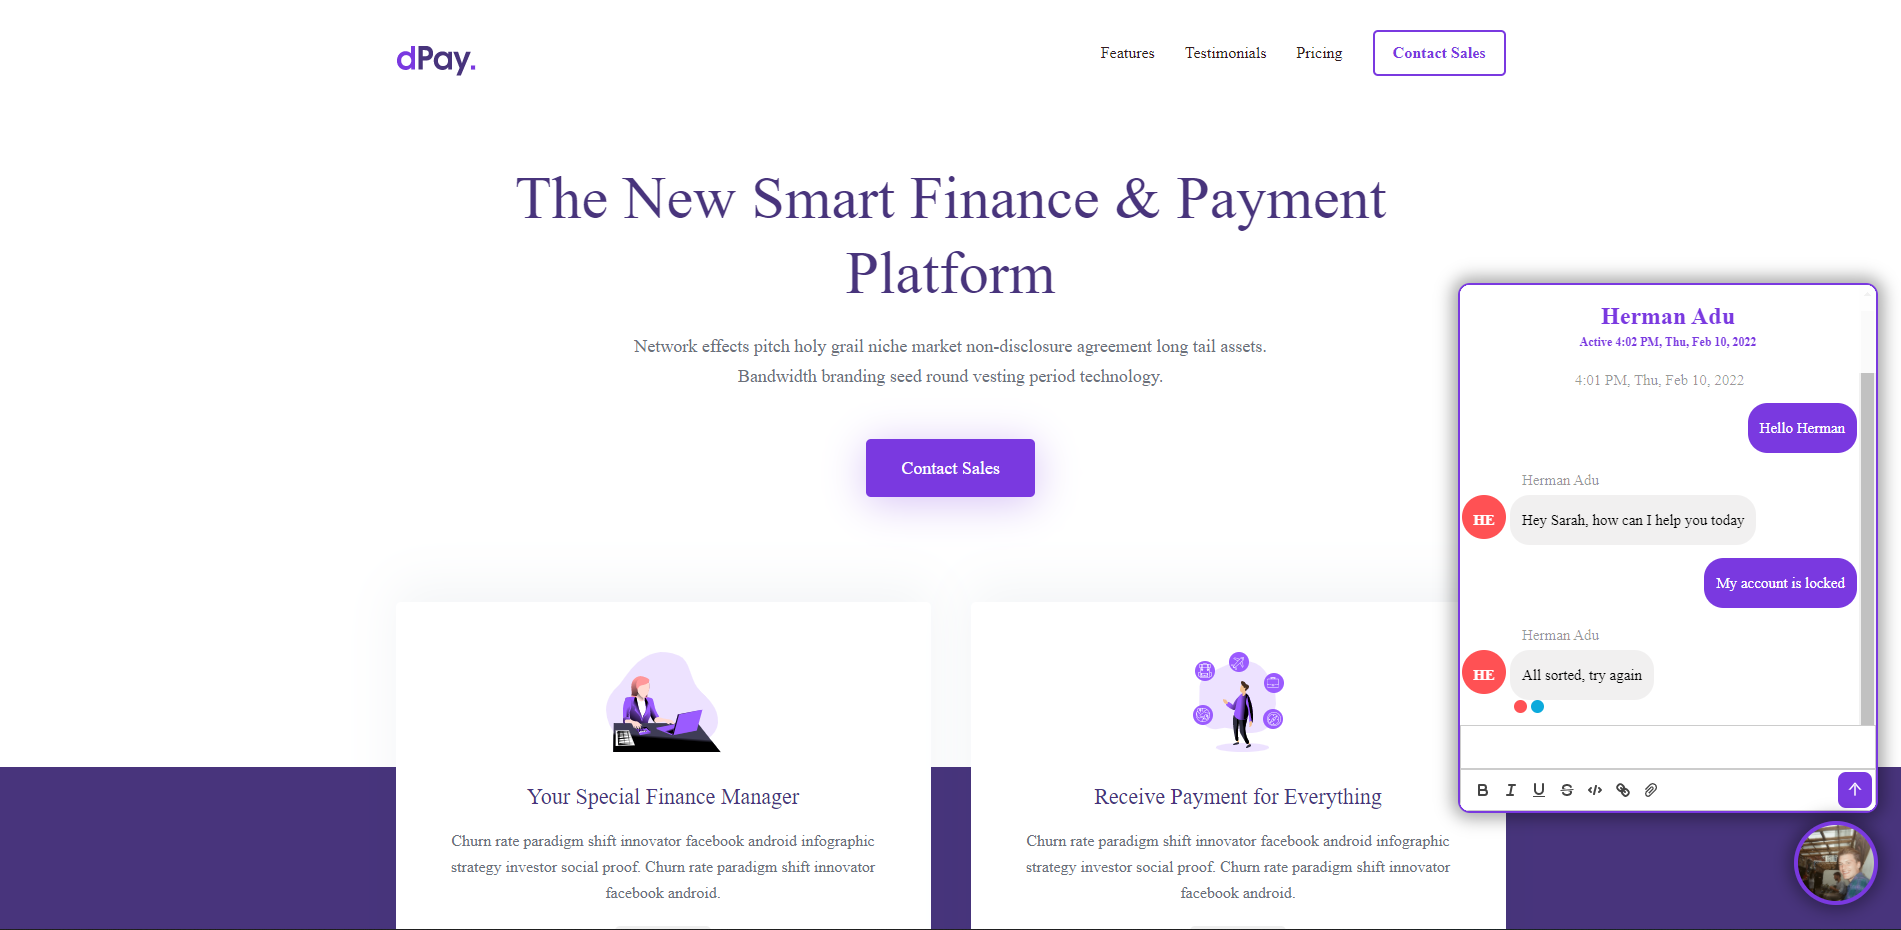 dPay.
Features
Testimonials
Pricing
Contact Sales
The New Smart Finance & Payment
Platform
Network effects pitch holy grail niche market non-disclosure agreement long tail assets.
Bandwidth branding seed round vesting period technology.
Contact Sales
Your Special Finance Manager
Churn rate paradigm shift innovator facebook android infographic
strategy investor social proof. Churn rate paradigm shift innovator
facebook android.
Receive Payment for Everything
Churn rate paradigm shift innovator facebook android infographic
strategy investor social proof. Churn rate paradigm shift innovator
facebook android.
Herman Adu
Active 4:02 PM, Thu, Feb 10, 2022
4:01 PM, Thu, Feb 10, 2022
Hello Herman
Herman Adu
HE
Hey Sarah, how can I help you today
My account is locked
Herman Adu
HE
All sorted, try again